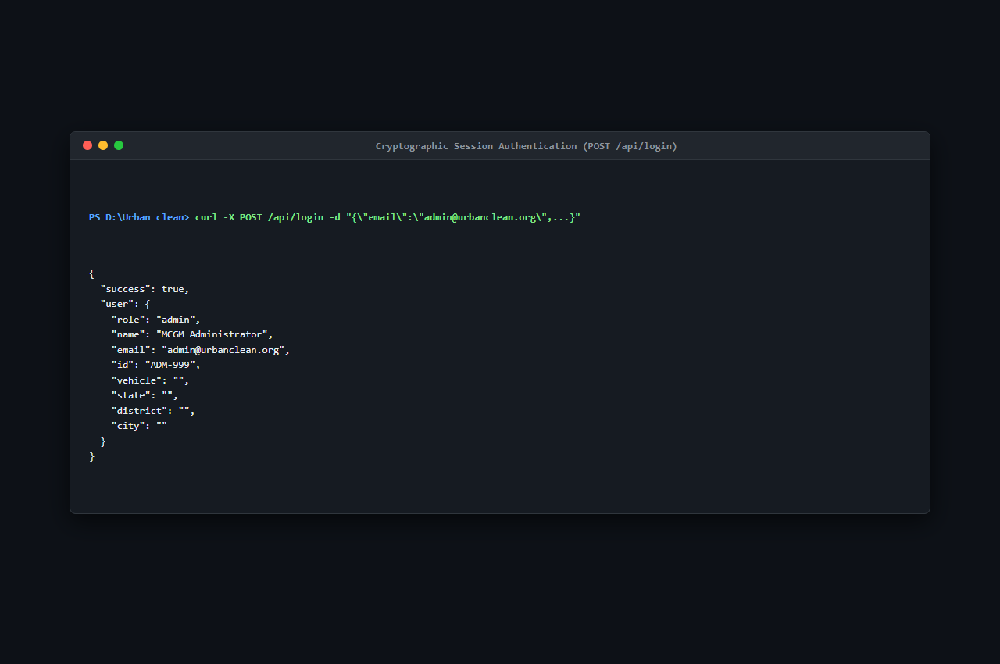 Cryptographic Session Authentication (POST /api/login)
PS D:\Urban clean> curl -X POST /api/login -d "{\"email\":\"admin@urbanclean.org\",...}"
{
  "success": true,
  "user": {
    "role": "admin",
    "name": "MCGM Administrator",
    "email": "admin@urbanclean.org",
    "id": "ADM-999",
    "vehicle": "",
    "state": "",
    "district": "",
    "city": ""
  }
}